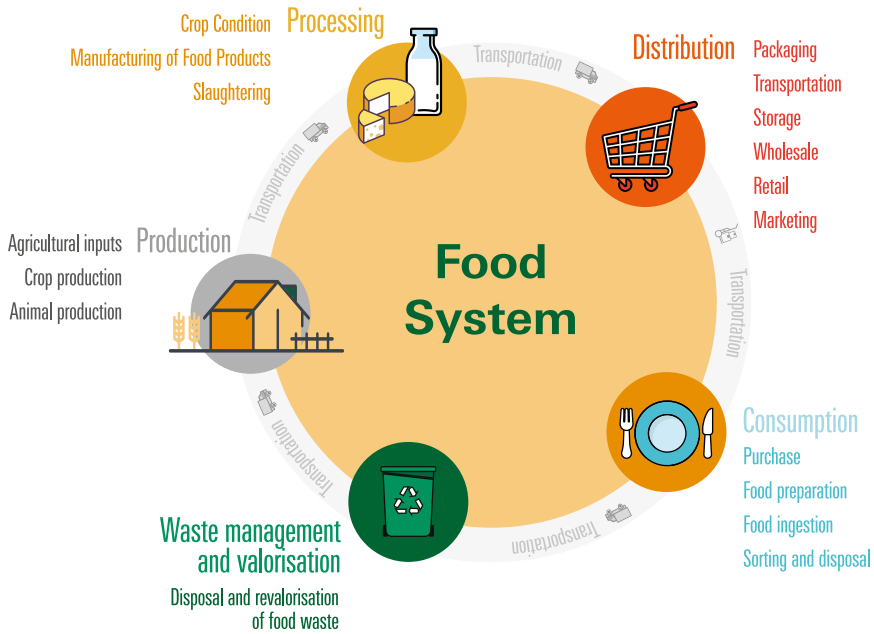 Processing
Crop Condition
Manufacturing of Food Products
Slaughtering
Transportation
Distribution
Packaging
Transportation
Storage
Wholesale
Retail
Marketing
Transportation
Production
Agricultural inputs
Crop production
Animal production
Food
System
Transportation
Consumption
Purchase
Food preparation
Food ingestion
Sorting and disposal
Transportation
Waste management
and valorisation
Disposal and revalorisation
of food waste
Transportation